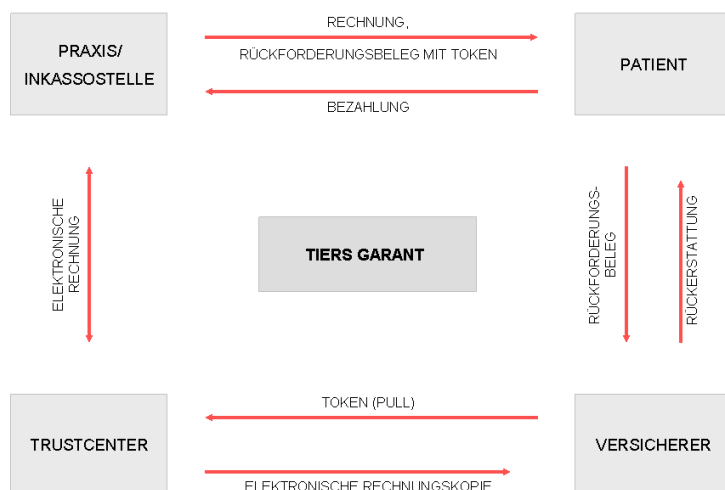 RECHNUNG,
PRAXIS/
INKASSOSTELLE
RÜCKFORDERUNGSBELEG MIT TOKEN
PATIENT
BEZAHLUNG
ELEKTRONISCHE
RECHNUNG
TIERS GARANT
RÜCKFORDERUNGS-
BELEG
RÜCKERSTATTUNG
TOKEN (PULL)
TRUSTCENTER
VERSICHERER
ELEKTRONISCHE RECHNUNGSKOPIE